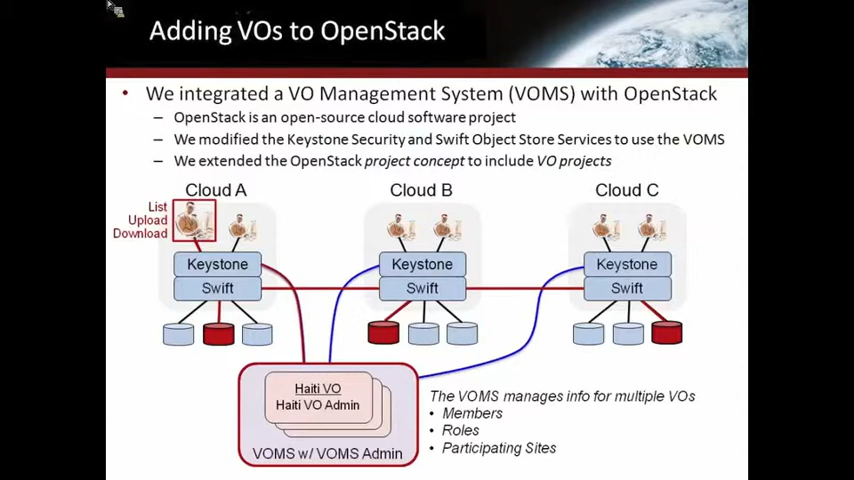 Adding VOs to OpenStack
• We integrated a VO Management System (VOMS) with OpenStack
– OpenStack is an open-source cloud software project
– We modified the Keystone Security and Swift Object Store Services to use the VOMS
– We extended the OpenStack project concept to include VO projects
Cloud A
Cloud B
Cloud C
List
Upload
Download
Keystone
Keystone
Keystone
Swift
Swift
Swift
Haiti VO
Haiti VO Admin
VOMS w/ VOMS Admin
The VOMS manages info for multiple VOs
• Members
• Roles
• Participating Sites